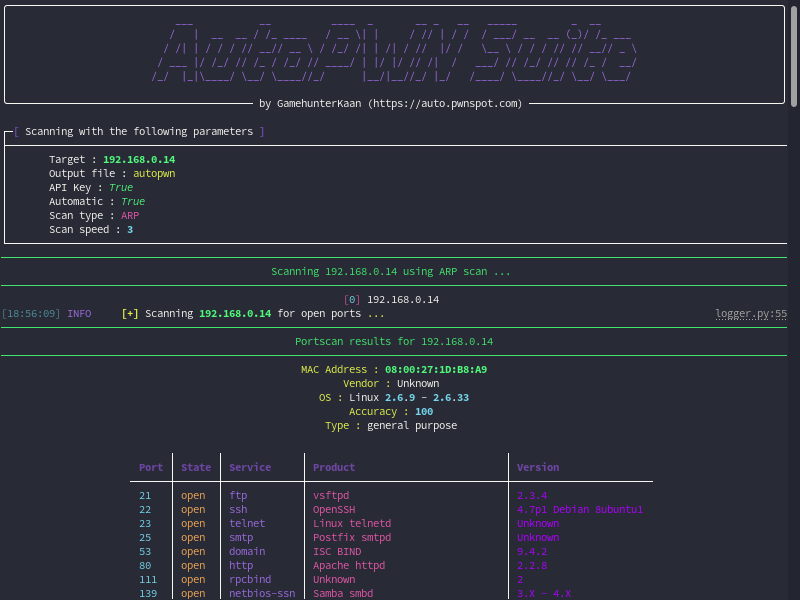 by GamehunterKaan (https://auto.pwnspot.com)
[ Scanning with the following parameters ]
Target : 192.168.0.14
Output file : autopwn
API Key : True
Automatic : True
Scan type : ARP
Scan speed : 3
Scanning 192.168.0.14 using ARP scan ...
[0] 192.168.0.14
[18:56:09] INFO [+] Scanning 192.168.0.14 for open ports ... logger.py:55
Portscan results for 192.168.0.14
MAC Address : 08:00:27:1D:B8:A9
Vendor : Unknown
OS : Linux 2.6.9 - 2.6.33
Accuracy : 100
Type : general purpose
Port State Service Product Version
21 open ftp vsftpd 2.3.4
22 open ssh OpenSSH 4.7p1 Debian 8ubuntu1
23 open telnet Linux telnetd Unknown
25 open smtp Postfix smtpd Unknown
53 open domain ISC BIND 9.4.2
80 open http Apache httpd 2.2.8
111 open rpcbind Unknown 2
139 open netbios-ssn Samba smbd 3.X - 4.X